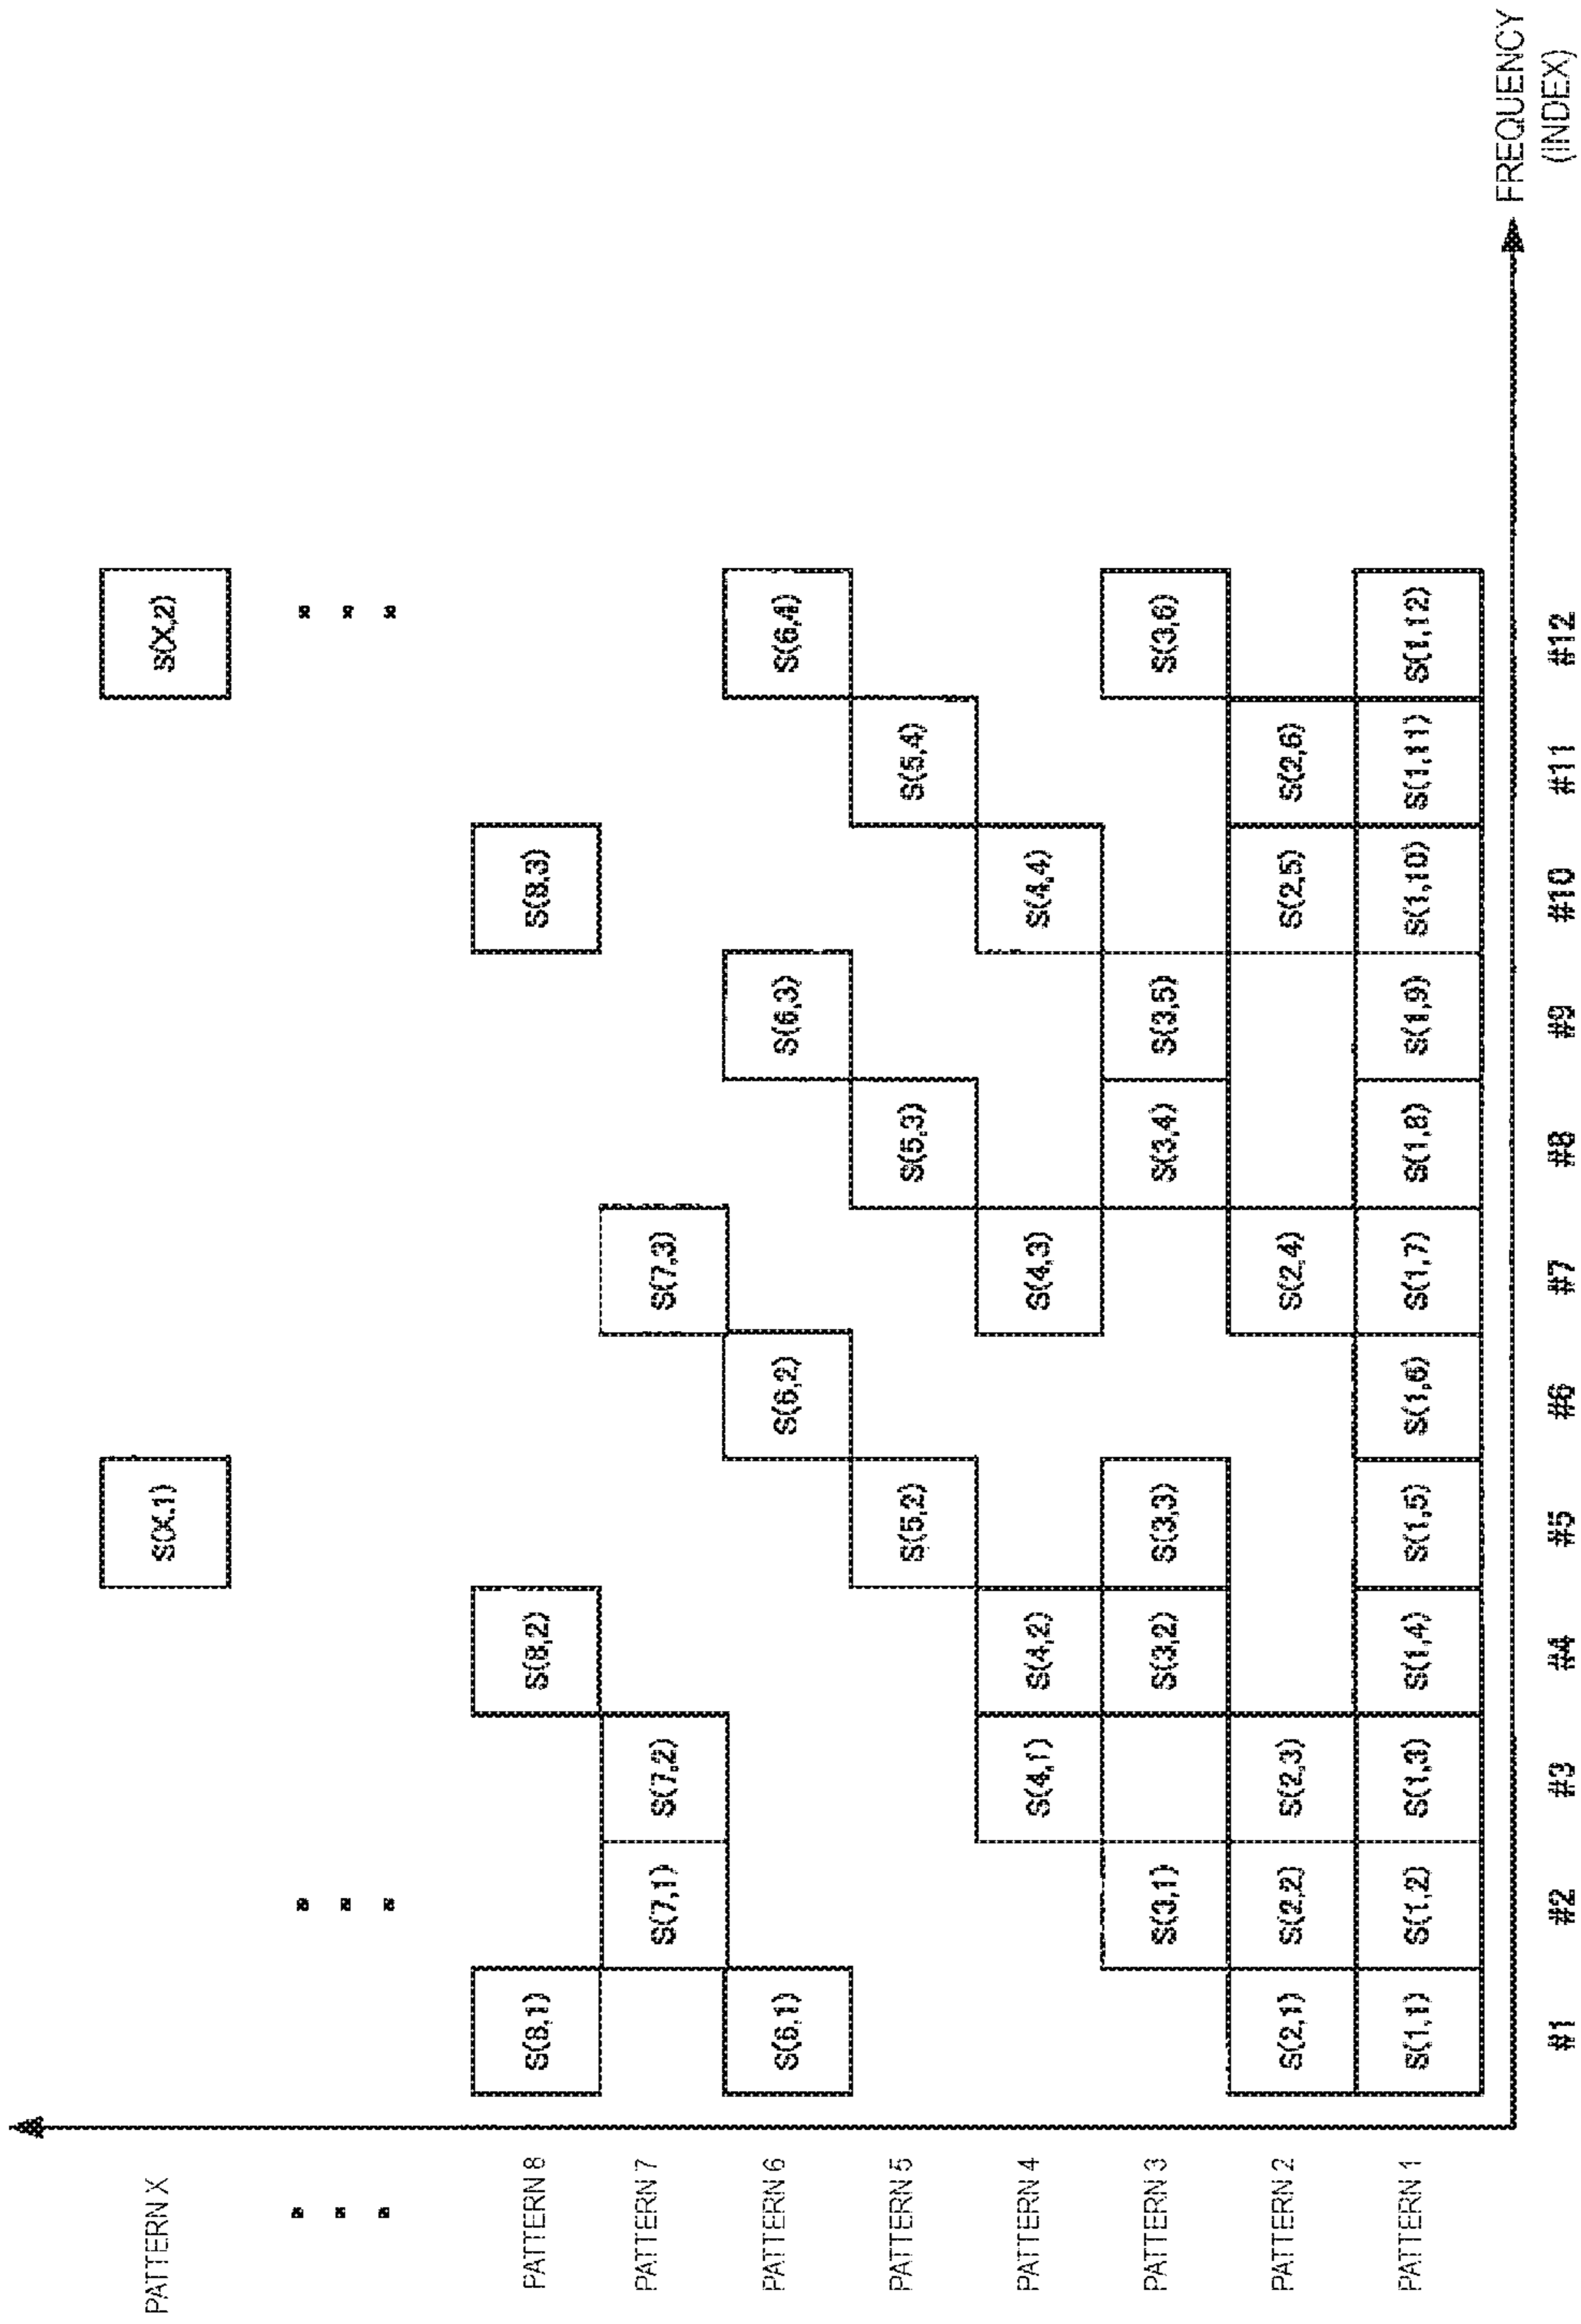 PATTERN X
S(X,1)
S(X,2)
PATTERN 8
S(8,1)
S(8,2)
S(8,3)
PATTERN 7
S(7,1)
S(7,2)
S(7,3)
PATTERN 6
S(6,1)
S(6,2)
S(6,3)
S(6,4)
PATTERN 5
S(5,2)
S(5,3)
S(5,4)
PATTERN 4
S(4,1)
S(4,2)
S(4,3)
S(4,4)
PATTERN 3
S(3,1)
S(3,2)
S(3,3)
S(3,4)
S(3,5)
S(3,6)
PATTERN 2
S(2,1)
S(2,2)
S(2,3)
S(2,4)
S(2,5)
S(2,6)
PATTERN 1
S(1,1)
S(1,2)
S(1,3)
S(1,4)
S(1,5)
S(1,6)
S(1,7)
S(1,8)
S(1,9)
S(1,10)
S(1,11)
S(1,12)
#1
#2
#3
#4
#5
#6
#7
#8
#9
#10
#11
#12
FREQUENCY
(INDEX)